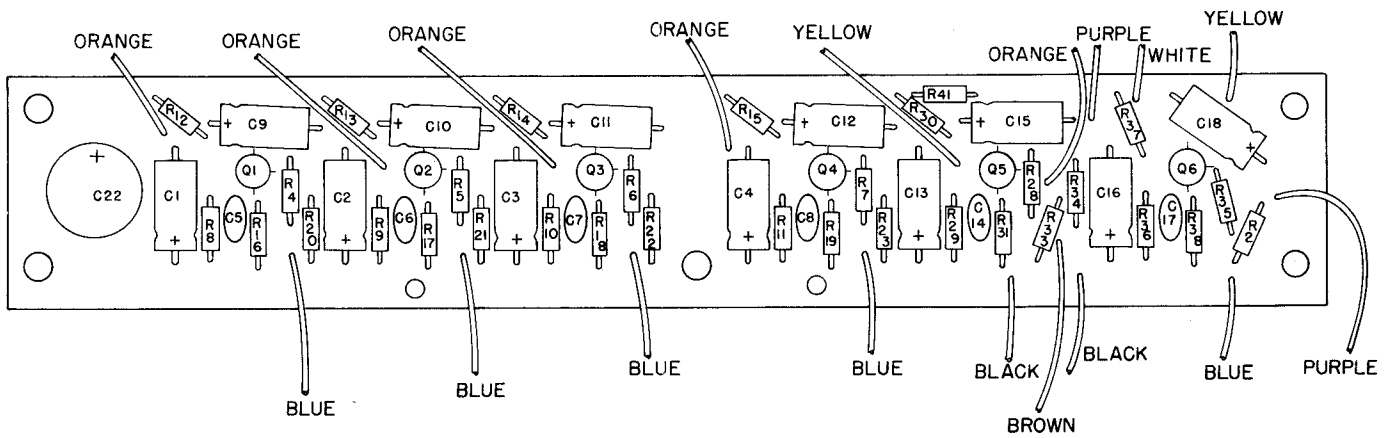 ORANGE
ORANGE
ORANGE
ORANGE
YELLOW
ORANGE
PURPLE
WHITE
YELLOW
R12
+ C9
R13
+ C10
R14
+ C11
R15
+ C12
R30
R41
+ C15
R37
C18 +
+
C22
C1 +
R8
C5
Q1
R16
R4
R20
C2 +
R9
C6
Q2
R17
R5
R21
C3 +
R10
C7
Q3
R18
R6
R22
C4 +
R11
C8
Q4
R19
R7
R23
C13 +
R29
C14
Q5
R31
R28
R33
R34
C16 +
R36
C17
Q6
R38
R35
R2
BLUE
BLUE
BLUE
BLUE
BLACK
BROWN
BLACK
BLUE
PURPLE